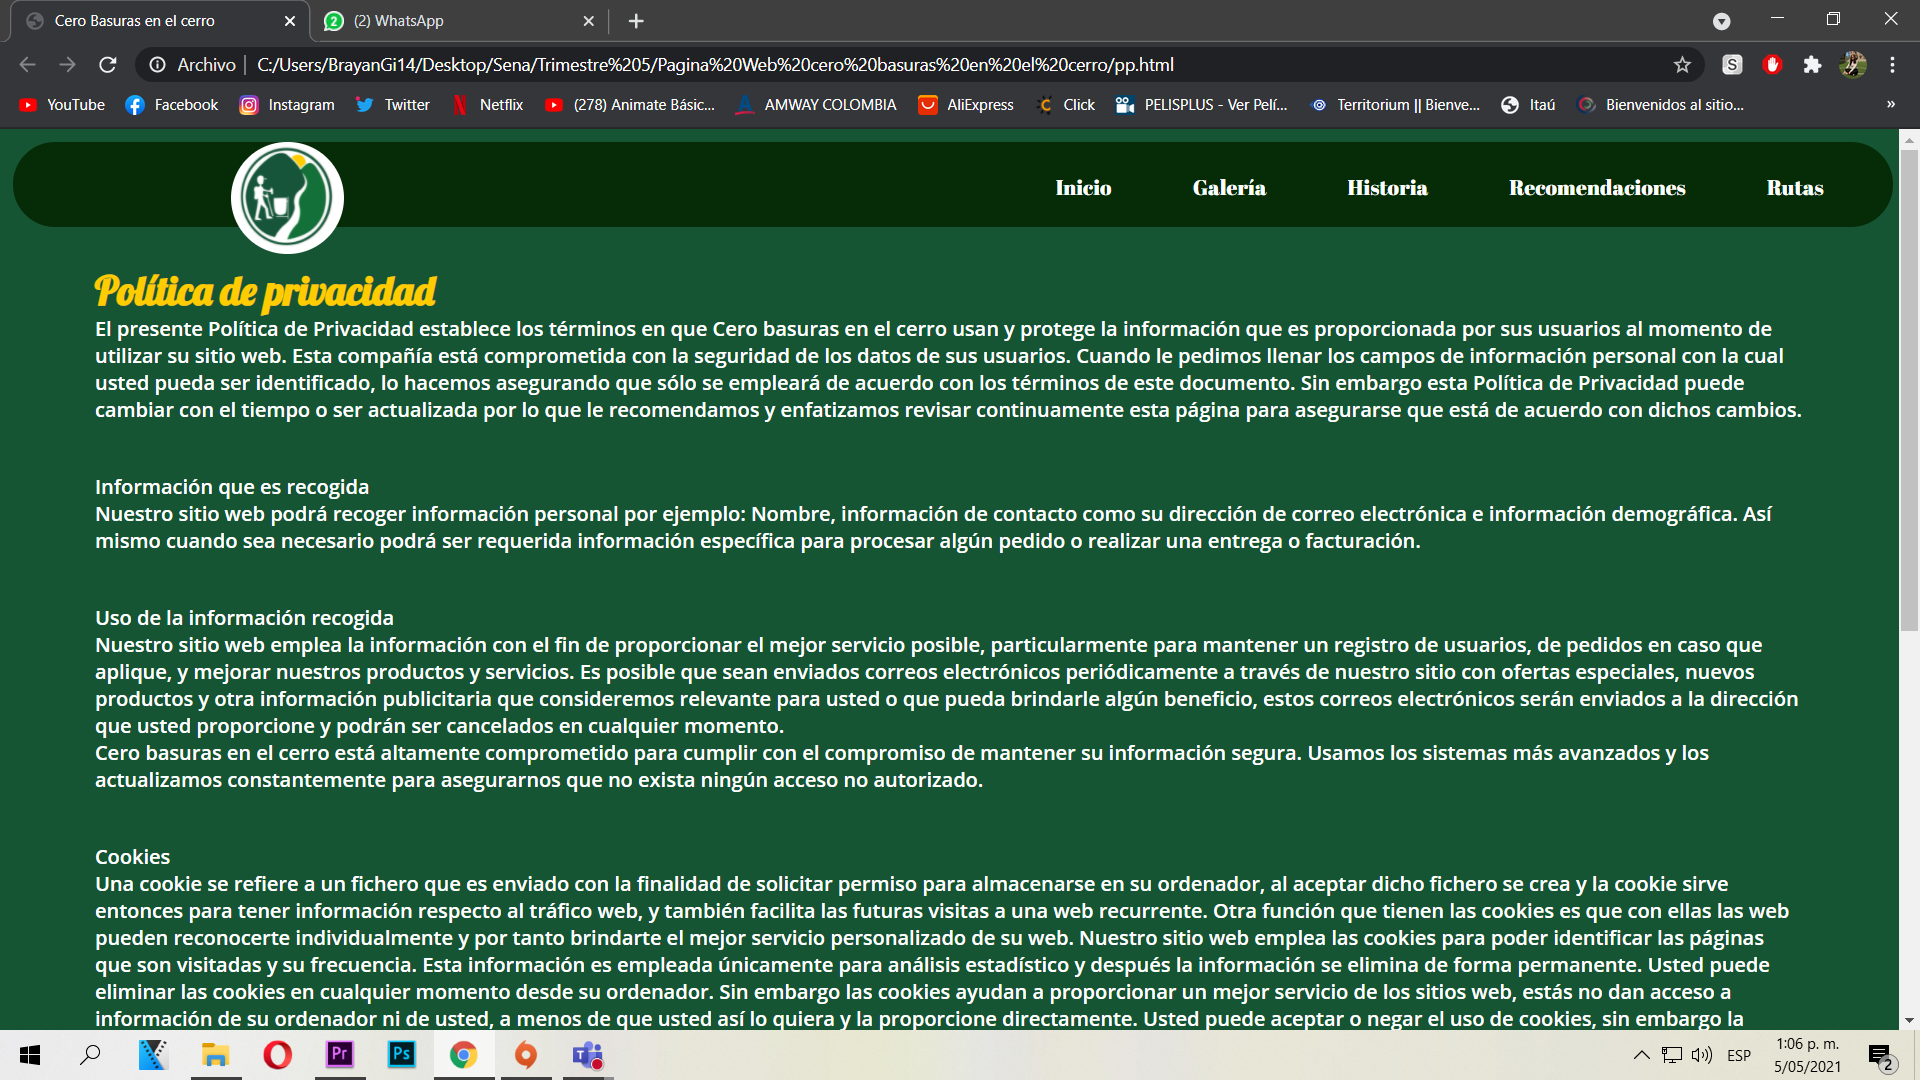 Cero Basuras en el cerro
(2) WhatsApp
Archivo
C:/Users/BrayanGi14/Desktop/Sena/Trimestre%205/Pagina%20Web%20cero%20basuras%20en%20el%20cerro/pp.html
YouTube
Facebook
Instagram
Twitter
Netflix
(278) Animate Básic...
AMWAY COLOMBIA
AliExpress
Click
PELISPLUS - Ver Pelí...
Territorium || Bienve...
Itaú
Bienvenidos al sitio...
»
Inicio
Galería
Historia
Recomendaciones
Rutas
Política de privacidad
El presente Política de Privacidad establece los términos en que Cero basuras en el cerro usan y protege la información que es proporcionada por sus usuarios al momento de
utilizar su sitio web. Esta compañía está comprometida con la seguridad de los datos de sus usuarios. Cuando le pedimos llenar los campos de información personal con la cual
usted pueda ser identificado, lo hacemos asegurando que sólo se empleará de acuerdo con los términos de este documento. Sin embargo esta Política de Privacidad puede
cambiar con el tiempo o ser actualizada por lo que le recomendamos y enfatizamos revisar continuamente esta página para asegurarse que está de acuerdo con dichos cambios.
Información que es recogida
Nuestro sitio web podrá recoger información personal por ejemplo: Nombre, información de contacto como su dirección de correo electrónica e información demográfica. Así
mismo cuando sea necesario podrá ser requerida información específica para procesar algún pedido o realizar una entrega o facturación.
Uso de la información recogida
Nuestro sitio web emplea la información con el fin de proporcionar el mejor servicio posible, particularmente para mantener un registro de usuarios, de pedidos en caso que
aplique, y mejorar nuestros productos y servicios. Es posible que sean enviados correos electrónicos periódicamente a través de nuestro sitio con ofertas especiales, nuevos
productos y otra información publicitaria que consideremos relevante para usted o que pueda brindarle algún beneficio, estos correos electrónicos serán enviados a la dirección
que usted proporcione y podrán ser cancelados en cualquier momento.
Cero basuras en el cerro está altamente comprometido para cumplir con el compromiso de mantener su información segura. Usamos los sistemas más avanzados y los
actualizamos constantemente para asegurarnos que no exista ningún acceso no autorizado.
Cookies
Una cookie se refiere a un fichero que es enviado con la finalidad de solicitar permiso para almacenarse en su ordenador, al aceptar dicho fichero se crea y la cookie sirve
entonces para tener información respecto al tráfico web, y también facilita las futuras visitas a una web recurrente. Otra función que tienen las cookies es que con ellas las web
pueden reconocerte individualmente y por tanto brindarte el mejor servicio personalizado de su web. Nuestro sitio web emplea las cookies para poder identificar las páginas
que son visitadas y su frecuencia. Esta información es empleada únicamente para análisis estadístico y después la información se elimina de forma permanente. Usted puede
eliminar las cookies en cualquier momento desde su ordenador. Sin embargo las cookies ayudan a proporcionar un mejor servicio de los sitios web, estás no dan acceso a
información de su ordenador ni de usted, a menos de que usted así lo quiera y la proporcione directamente. Usted puede aceptar o negar el uso de cookies, sin embargo la
Pr
Ps
ESP
1:06 p. m.
5/05/2021
2